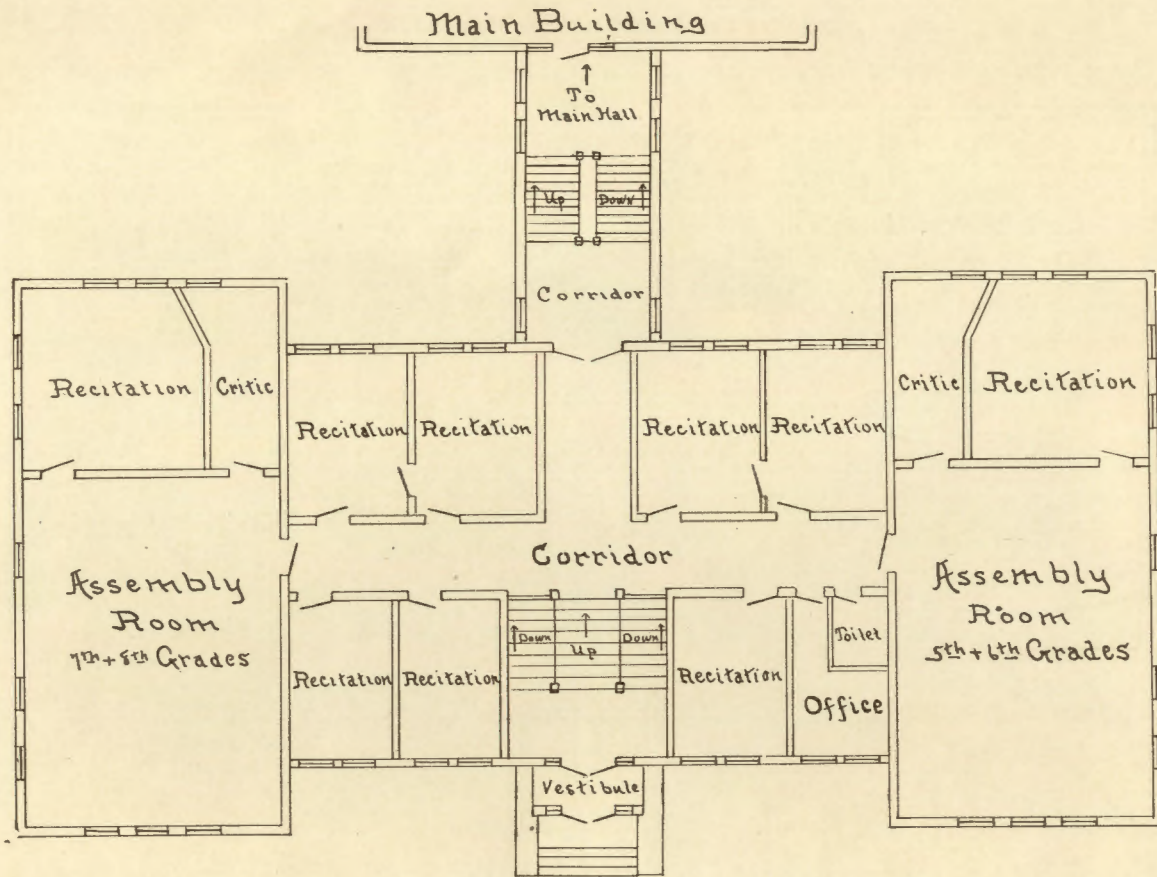 Main Building
To
Main Hall
Up
Down
Corridor
Recitation
Critic
Recitation
Recitation
Recitation
Recitation
Critic
Recitation
Corridor
Assembly
Room
7th + 8th Grades
Assembly
Room
5th + 6th Grades
Down
Up
Down
Toilet
Recitation
Recitation
Recitation
Office
Vestibule